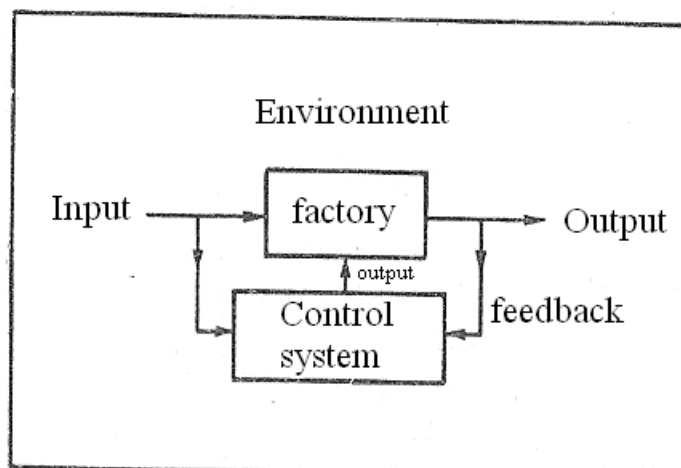 Environment
Input
factory
Output
output
feedback
Control
system